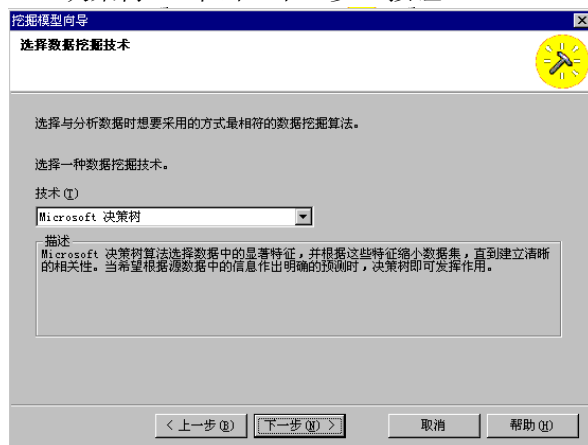 挖掘模型向导
选择数据挖掘技术
选择与分析数据时想要采用的方式最相符的数据挖掘算法。
选择一种数据挖掘技术。
技术(T)
Microsoft 决策树
描述
Microsoft 决策树算法选择数据中的显著特征，并根据这些特征缩小数据集，直到建立清晰
的相关性。当希望根据源数据中的信息作出明确的预测时，决策树即可发挥作用。
< 上一步(B) 下一步(N) > 取消 帮助(H)